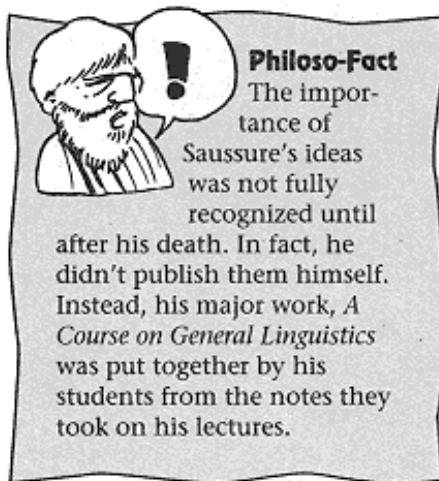 !
Philoso-Fact
The impor-
tance of
Saussure's ideas
was not fully
recognized until
after his death. In fact, he
didn't publish them himself.
Instead, his major work, A
Course on General Linguistics
was put together by his
students from the notes they
took on his lectures.